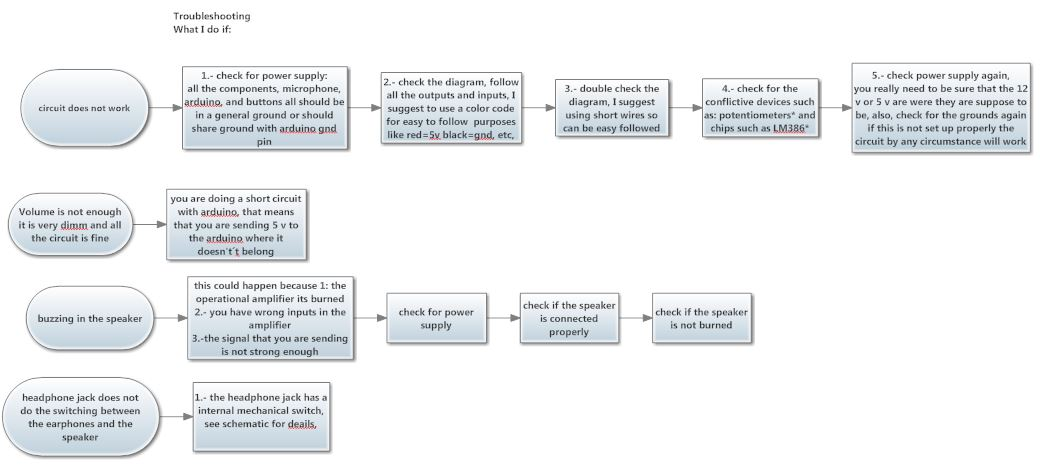 Troubleshooting
What I do if:
circuit does not work
1.- check for power supply:
all the components, microphone,
arduino, and buttons all should be
in a general ground or should
share ground with arduino gnd
pin
2.- check the diagram, follow
all the outputs and inputs, I
suggest to use a color code
for easy to follow purposes
like red=5v black=gnd, etc,
3.- double check the
diagram, I suggest
using short wires so
can be easy followed
4.- check for the
conflictive devices such
as: potentiometers* and
chips such as LM386*
5.- check power supply again,
you really need to be sure that the 12
v or 5 v are were they are suppose to
be, also, check for the grounds again
if this is not set up properly the
circuit by any circumstance will work
Volume is not enough
it is very dimm and all
the circuit is fine
you are doing a short circuit
with arduino, that means
that you are sending 5 v to
the arduino where it
doesn't´t belong
buzzing in the speaker
this could happen because 1: the
operational amplifier its burned
2.- you have wrong inputs in the
amplifier
3.-the signal that you are sending
is not strong enough
check for power
supply
check if the speaker
is connected
properly
check if the speaker
is not burned
headphone jack does not
do the switching between
the earphones and the
speaker
1.- the headphone jack has a
internal mechanical switch,
see schematic for deails,